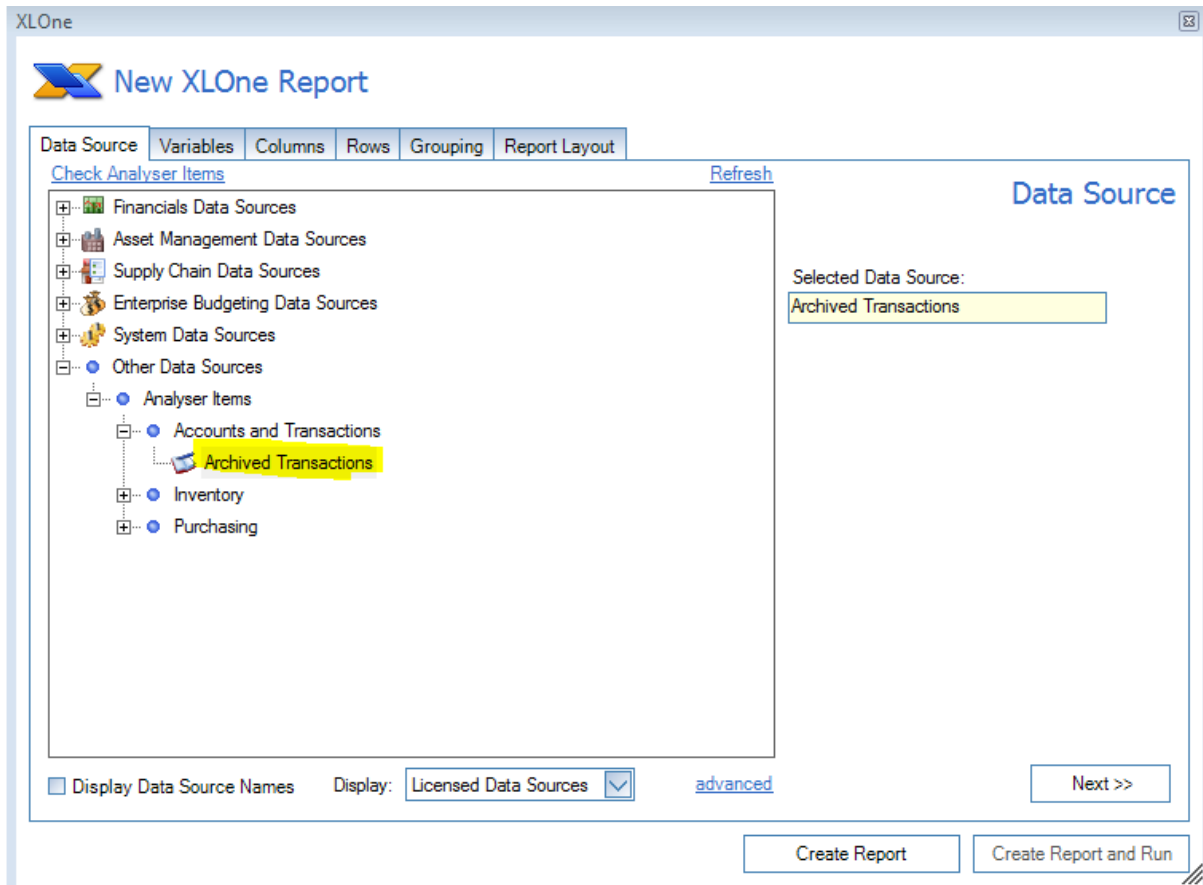 XLOne
New XLOne Report
Data Source Variables Columns Rows Grouping Report Layout
Check Analyser Items Refresh
Data Source
Financials Data Sources
Asset Management Data Sources
Supply Chain Data Sources
Enterprise Budgeting Data Sources
System Data Sources
Other Data Sources
Analyser Items
Accounts and Transactions
Archived Transactions
Inventory
Purchasing
Selected Data Source:
Archived Transactions
Display Data Source Names Display: Licensed Data Sources advanced
Next >>
Create Report Create Report and Run